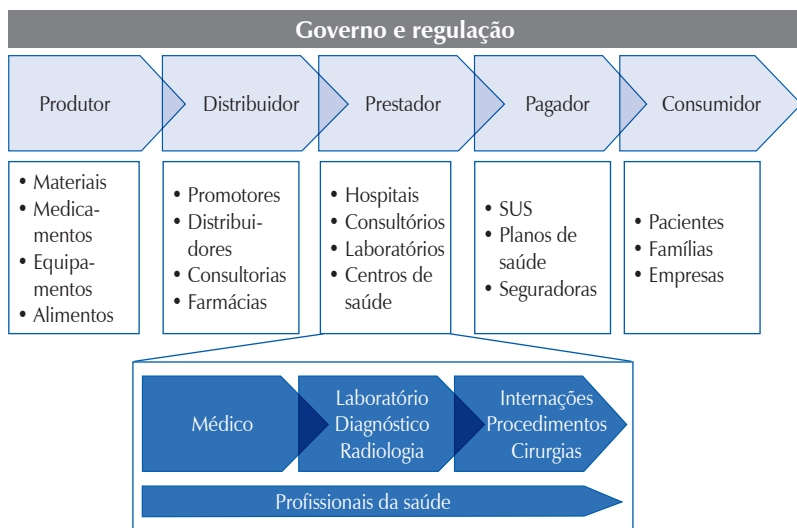 Governo e regulação
Produtor
Distribuidor
Prestador
Pagador
Consumidor
• Materiais
• Medica-
mentos
• Equipa-
mentos
• Alimentos
• Promotores
• Distribui-
dores
• Consultorias
• Farmácias
• Hospitais
• Consultórios
• Laboratórios
• Centros de
saúde
• SUS
• Planos de
saúde
• Seguradoras
• Pacientes
• Famílias
• Empresas
Médico
Laboratório
Diagnóstico
Radiologia
Internações
Procedimentos
Cirurgias
Profissionais da saúde